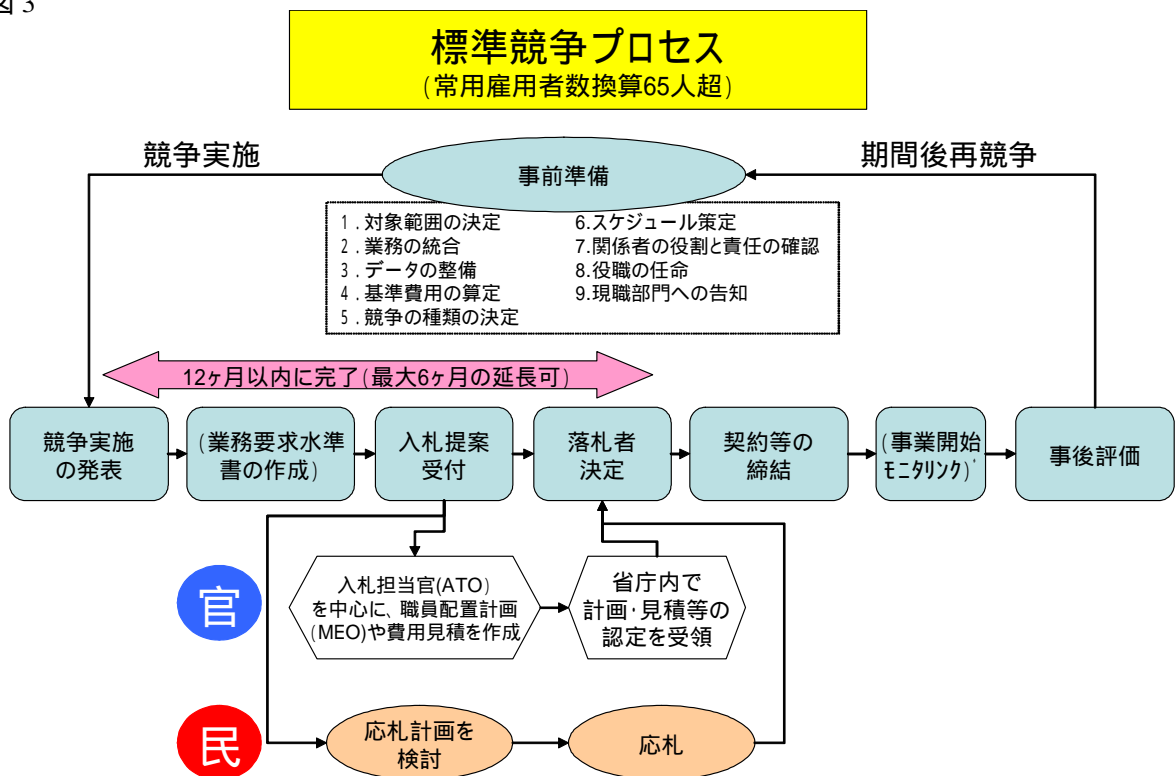 図3
標準競争プロセス
(常用雇用者数換算65人超)
競争実施
期間後再競争
事前準備
1.対象範囲の決定
2.業務の統合
3.データの整備
4.基準費用の算定
5.競争の種類の決定
6.スケジュール策定
7.関係者の役割と責任の確認
8.役職の任命
9.現職部門への告知
12ヶ月以内に完了(最大6ヶ月の延長可)
競争実施
の発表
(業務要求水準
書の作成)
入札提案
受付
落札者
決定
契約等の
締結
(事業開始
モニタリンク)゙
事後評価
官
入札担当官(ATO)
を中心に、職員配置計画
(MEO)や費用見積を作成
省庁内で
計画・見積等の
認定を受領
民
応札計画を
検討
応札